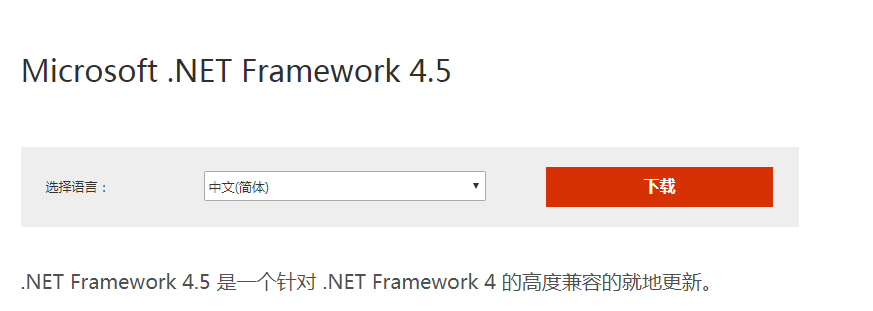 Microsoft .NET Framework 4.5
选择语言：
中文(简体)
下载
.NET Framework 4.5 是一个针对 .NET Framework 4 的高度兼容的就地更新。